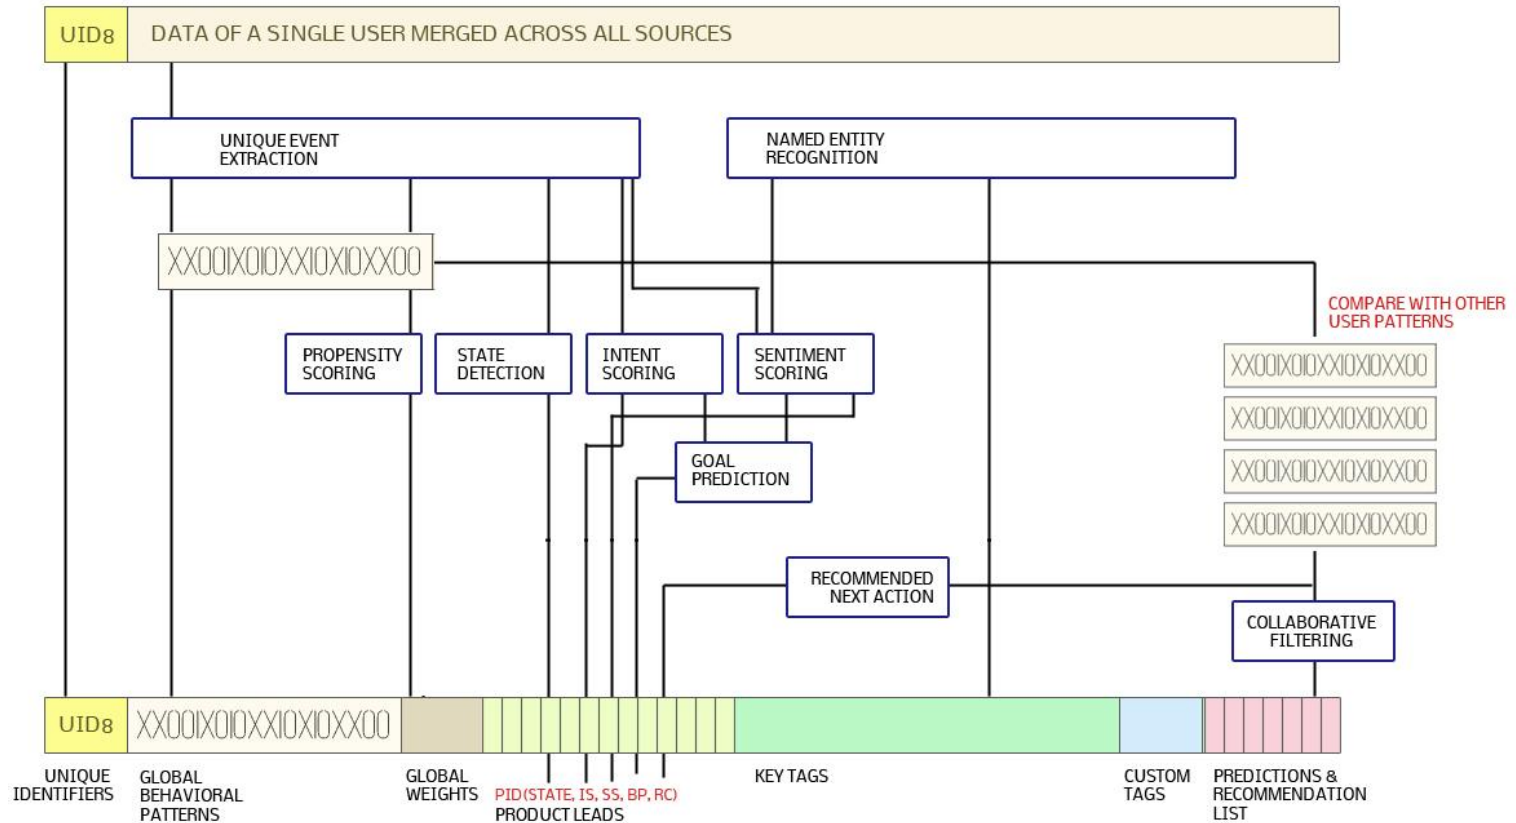 UID8 DATA OF A SINGLE USER MERGED ACROSS ALL SOURCES
UNIQUE EVENT
EXTRACTION
NAMED ENTITY
RECOGNITION
XX00IX0I0XXI0XI0XX00
COMPARE WITH OTHER
USER PATTERNS
PROPENSITY
SCORING
STATE
DETECTION
INTENT
SCORING
SENTIMENT
SCORING
XX00IX0I0XXI0XI0XX00
XX00IX0I0XXI0XI0XX00
XX00IX0I0XXI0XI0XX00
XX00IX0I0XXI0XI0XX00
GOAL
PREDICTION
RECOMMENDED
NEXT ACTION
COLLABORATIVE
FILTERING
UID8 XX00IX0I0XXI0XI0XX00
UNIQUE
IDENTIFIERS
GLOBAL
BEHAVIORAL
PATTERNS
GLOBAL
WEIGHTS
PID(STATE, IS, SS, BP, RC)
PRODUCT LEADS
KEY TAGS
CUSTOM
TAGS
PREDICTIONS &
RECOMMENDATION
LIST